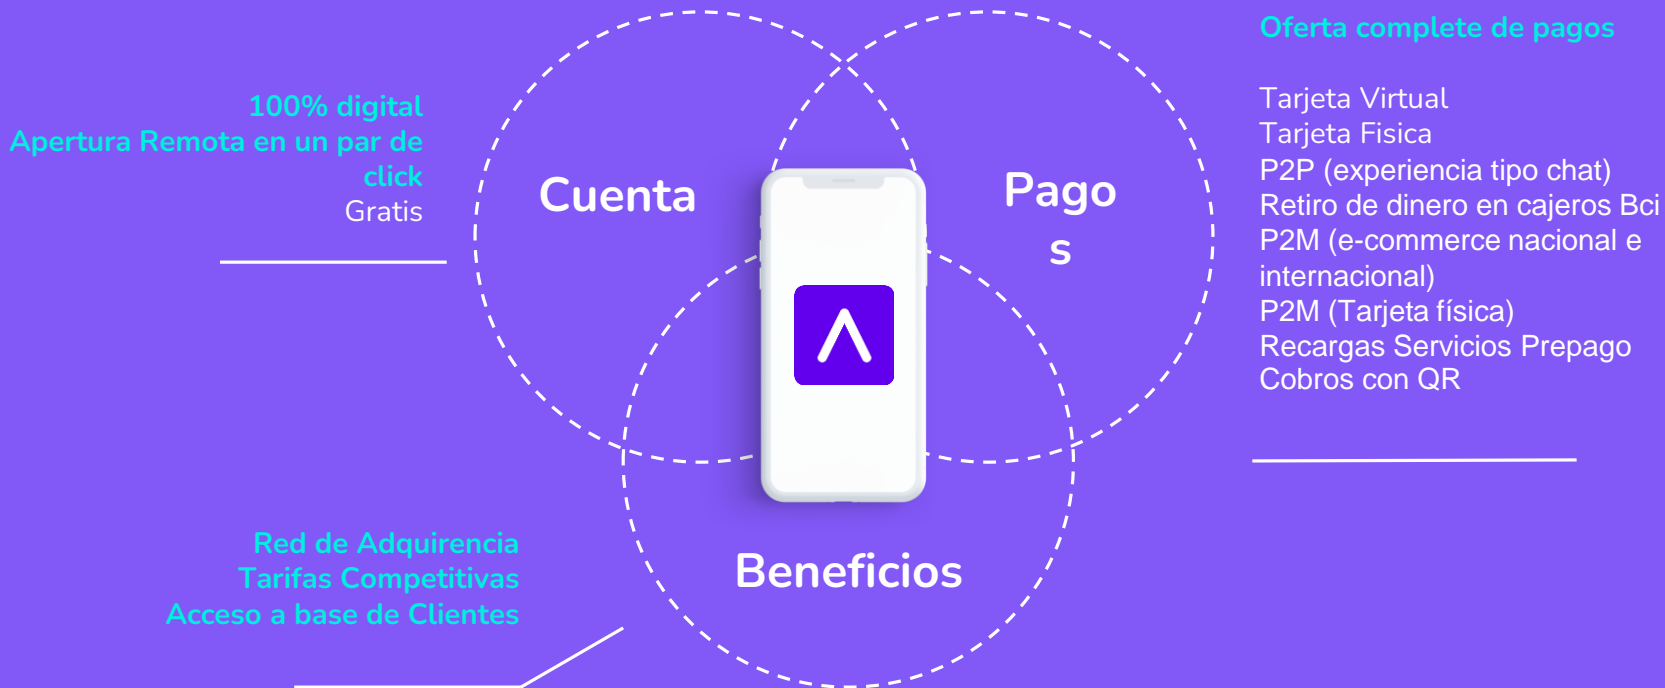 100% digital
Apertura Remota en un par de
click
Gratis
Cuenta
Pago
s
Oferta complete de pagos
Tarjeta Virtual
Tarjeta Fisica
P2P (experiencia tipo chat)
Retiro de dinero en cajeros Bci
P2M (e-commerce nacional e
internacional)
P2M (Tarjeta física)
Recargas Servicios Prepago
Cobros con QR
Red de Adquirencia
Tarifas Competitivas
Acceso a base de Clientes
Beneficios